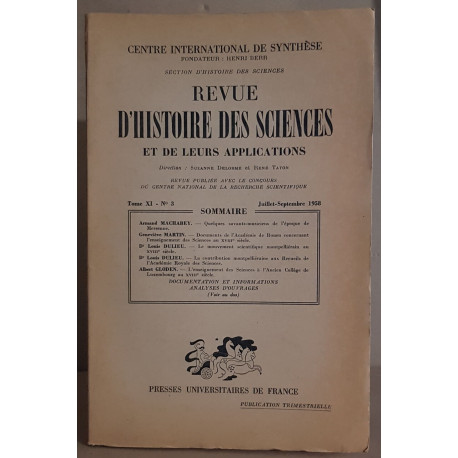 CENTRE INTERNATIONAL DE SYNTHÈSE
FONDATEUR : HENRI BERR
SECTION D'HISTOIRE DES SCIENCES
REVUE
D'HISTOIRE DES SCIENCES
ET DE LEURS APPLICATIONS
Direction : SUZANNE DELORME ET RENÉ TATON
REVUE PUBLIÉE AVEC LE CONCOURS
DU CENTRE NATIONAL DE LA RECHERCHE SCIENTIFIQUE
Tome XI - N° 3 Juillet-Septembre 1958
SOMMAIRE
Armand MACHABEY. — Quelques savants-musiciens de l'époque de
Mersenne.
Geneviève MARTIN. — Documents de l'Académie de Rouen concernant
l'enseignement des Sciences au XVIIIe siècle.
Dr Louis DULIEU. — Le mouvement scientifique montpelliérain au
XVIIIe siècle.
Dr Louis DULIEU. — La contribution montpelliéraine aux Recueils de
l'Académie Royale des Sciences.
Albert GLODEN. — L'enseignement des Sciences à l'Ancien Collège de
Luxembourg au XVIIIe siècle.
DOCUMENTATION ET INFORMATIONS
ANALYSES D'OUVRAGES
(Voir au dos)
PRESSES UNIVERSITAIRES DE FRANCE
PUBLICATION TRIMESTRIELLE